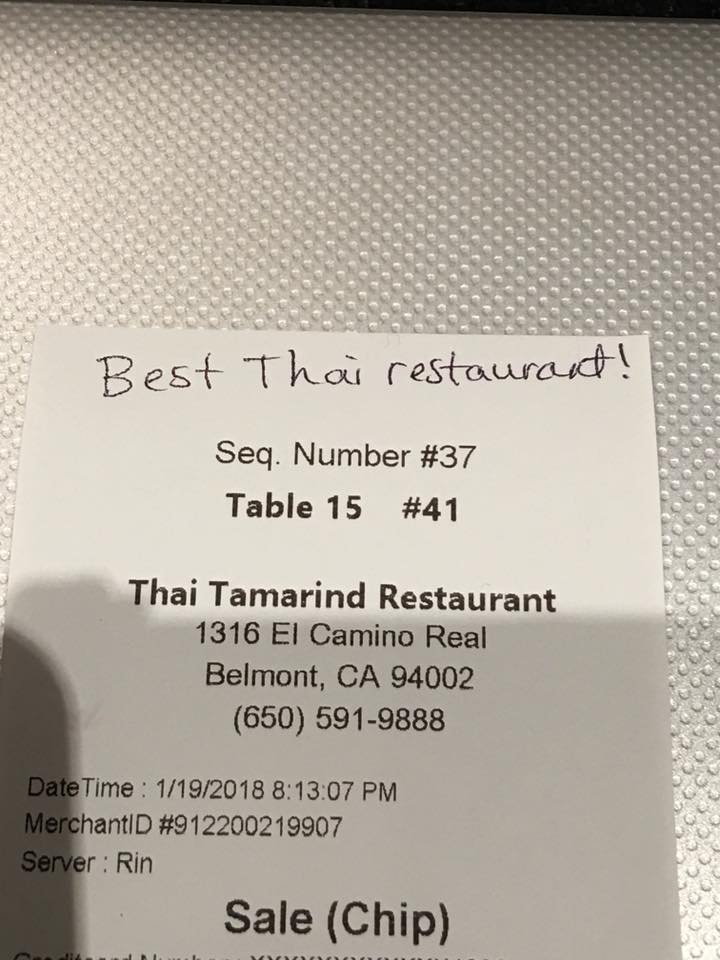 Best Thai restaurant!
Seq. Number #37
Table 15 #41
Thai Tamarind Restaurant
1316 El Camino Real
Belmont, CA 94002
(650) 591-9888
DateTime : 1/19/2018 8:13:07 PM
MerchantID #912200219907
Server : Rin
Sale (Chip)